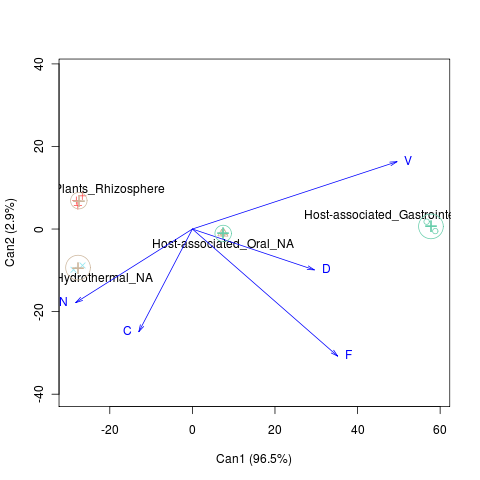 40
20
0
-20
-40
Can2 (2.9%)
V
Plants_Rhizosphere
Host-associated_Gastrointe
Host-associated_Oral_NA
D
Hydrothermal_NA
N
C
F
-20
0
20
40
60
Can1 (96.5%)